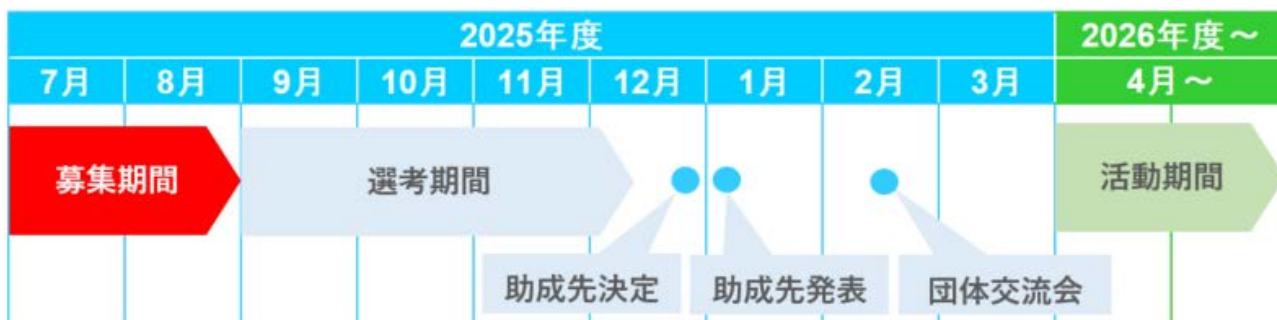 2025年度 2026年度～
7月 8月 9月 10月 11月 12月 1月 2月 3月 4月～
募集期間 選考期間 活動期間
助成先決定 助成先発表 団体交流会